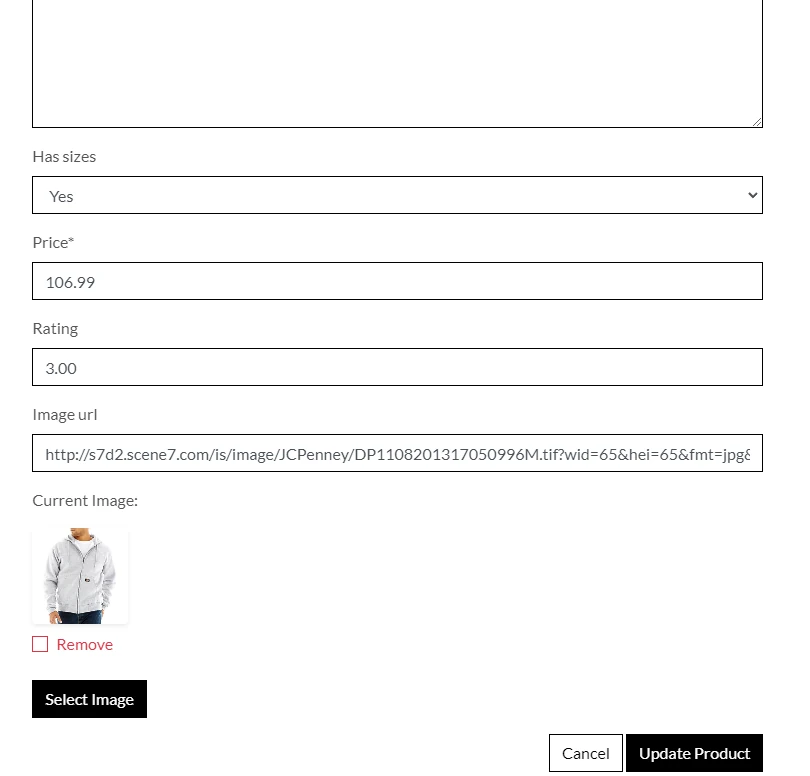 Has sizes
Yes
Price*
106.99
Rating
3.00
Image url
http://s7d2.scene7.com/is/image/JCPenney/DP1108201317050996M.tif?wid=65&hei=65&fmt=jpg&
Current Image:
Remove
Select Image
Cancel Update Product